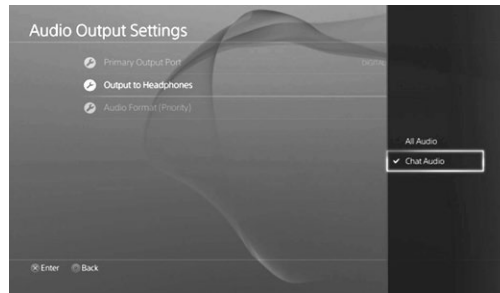 Audio Output Settings
Primary Output Port
Output to Headphones
Audio Format (Priority)
All Audio
Chat Audio
Enter Back